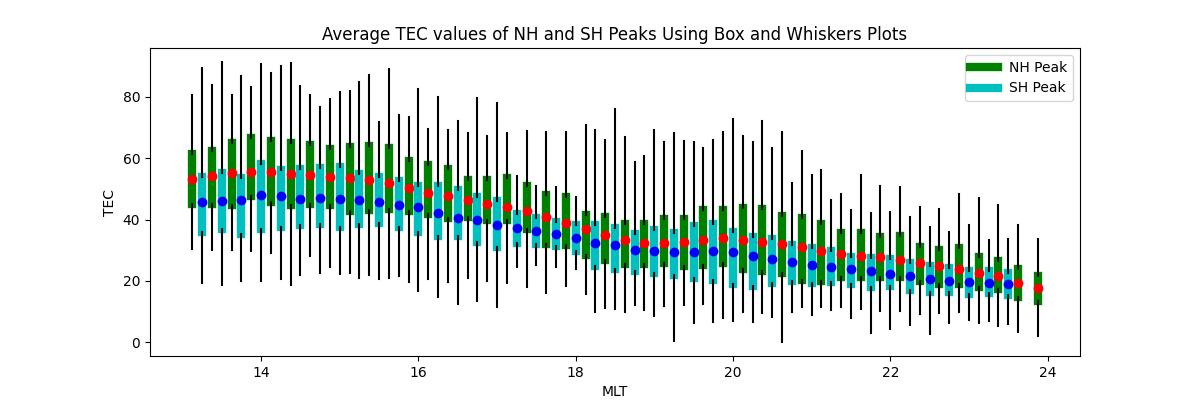 Average TEC values of NH and SH Peaks Using Box and Whiskers Plots
NH Peak
SH Peak
80
60
40
20
0
TEC
14 16 18 20 22 24
MLT